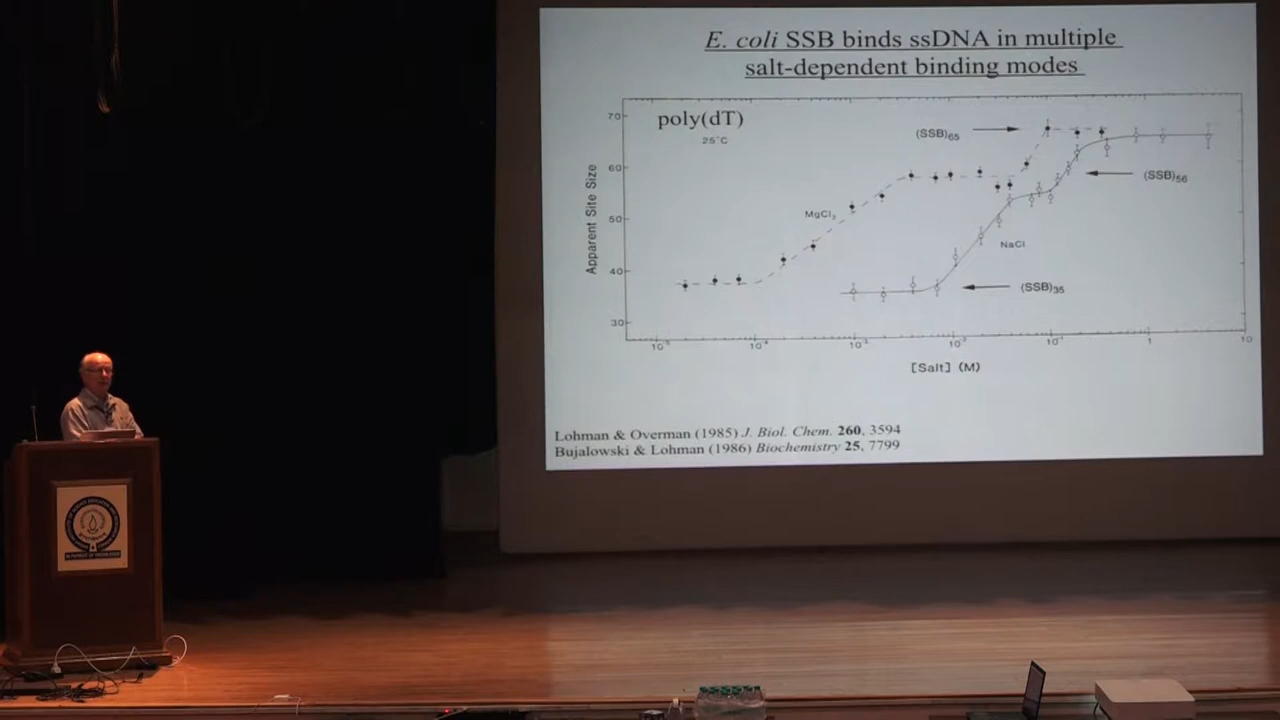 E. coli SSB binds ssDNA in multiple
salt-dependent binding modes
poly(dT)
25°C
Apparent Site Size
70
60
50
40
30
(SSB)65
(SSB)56
MgCl2
NaCl
(SSB)35
10-5 10-4 10-3 10-2 10-1 1 10
[Salt] (M)
Lohman & Overman (1985) J. Biol. Chem. 260, 3594
Bujalowski & Lohman (1986) Biochemistry 25, 7799